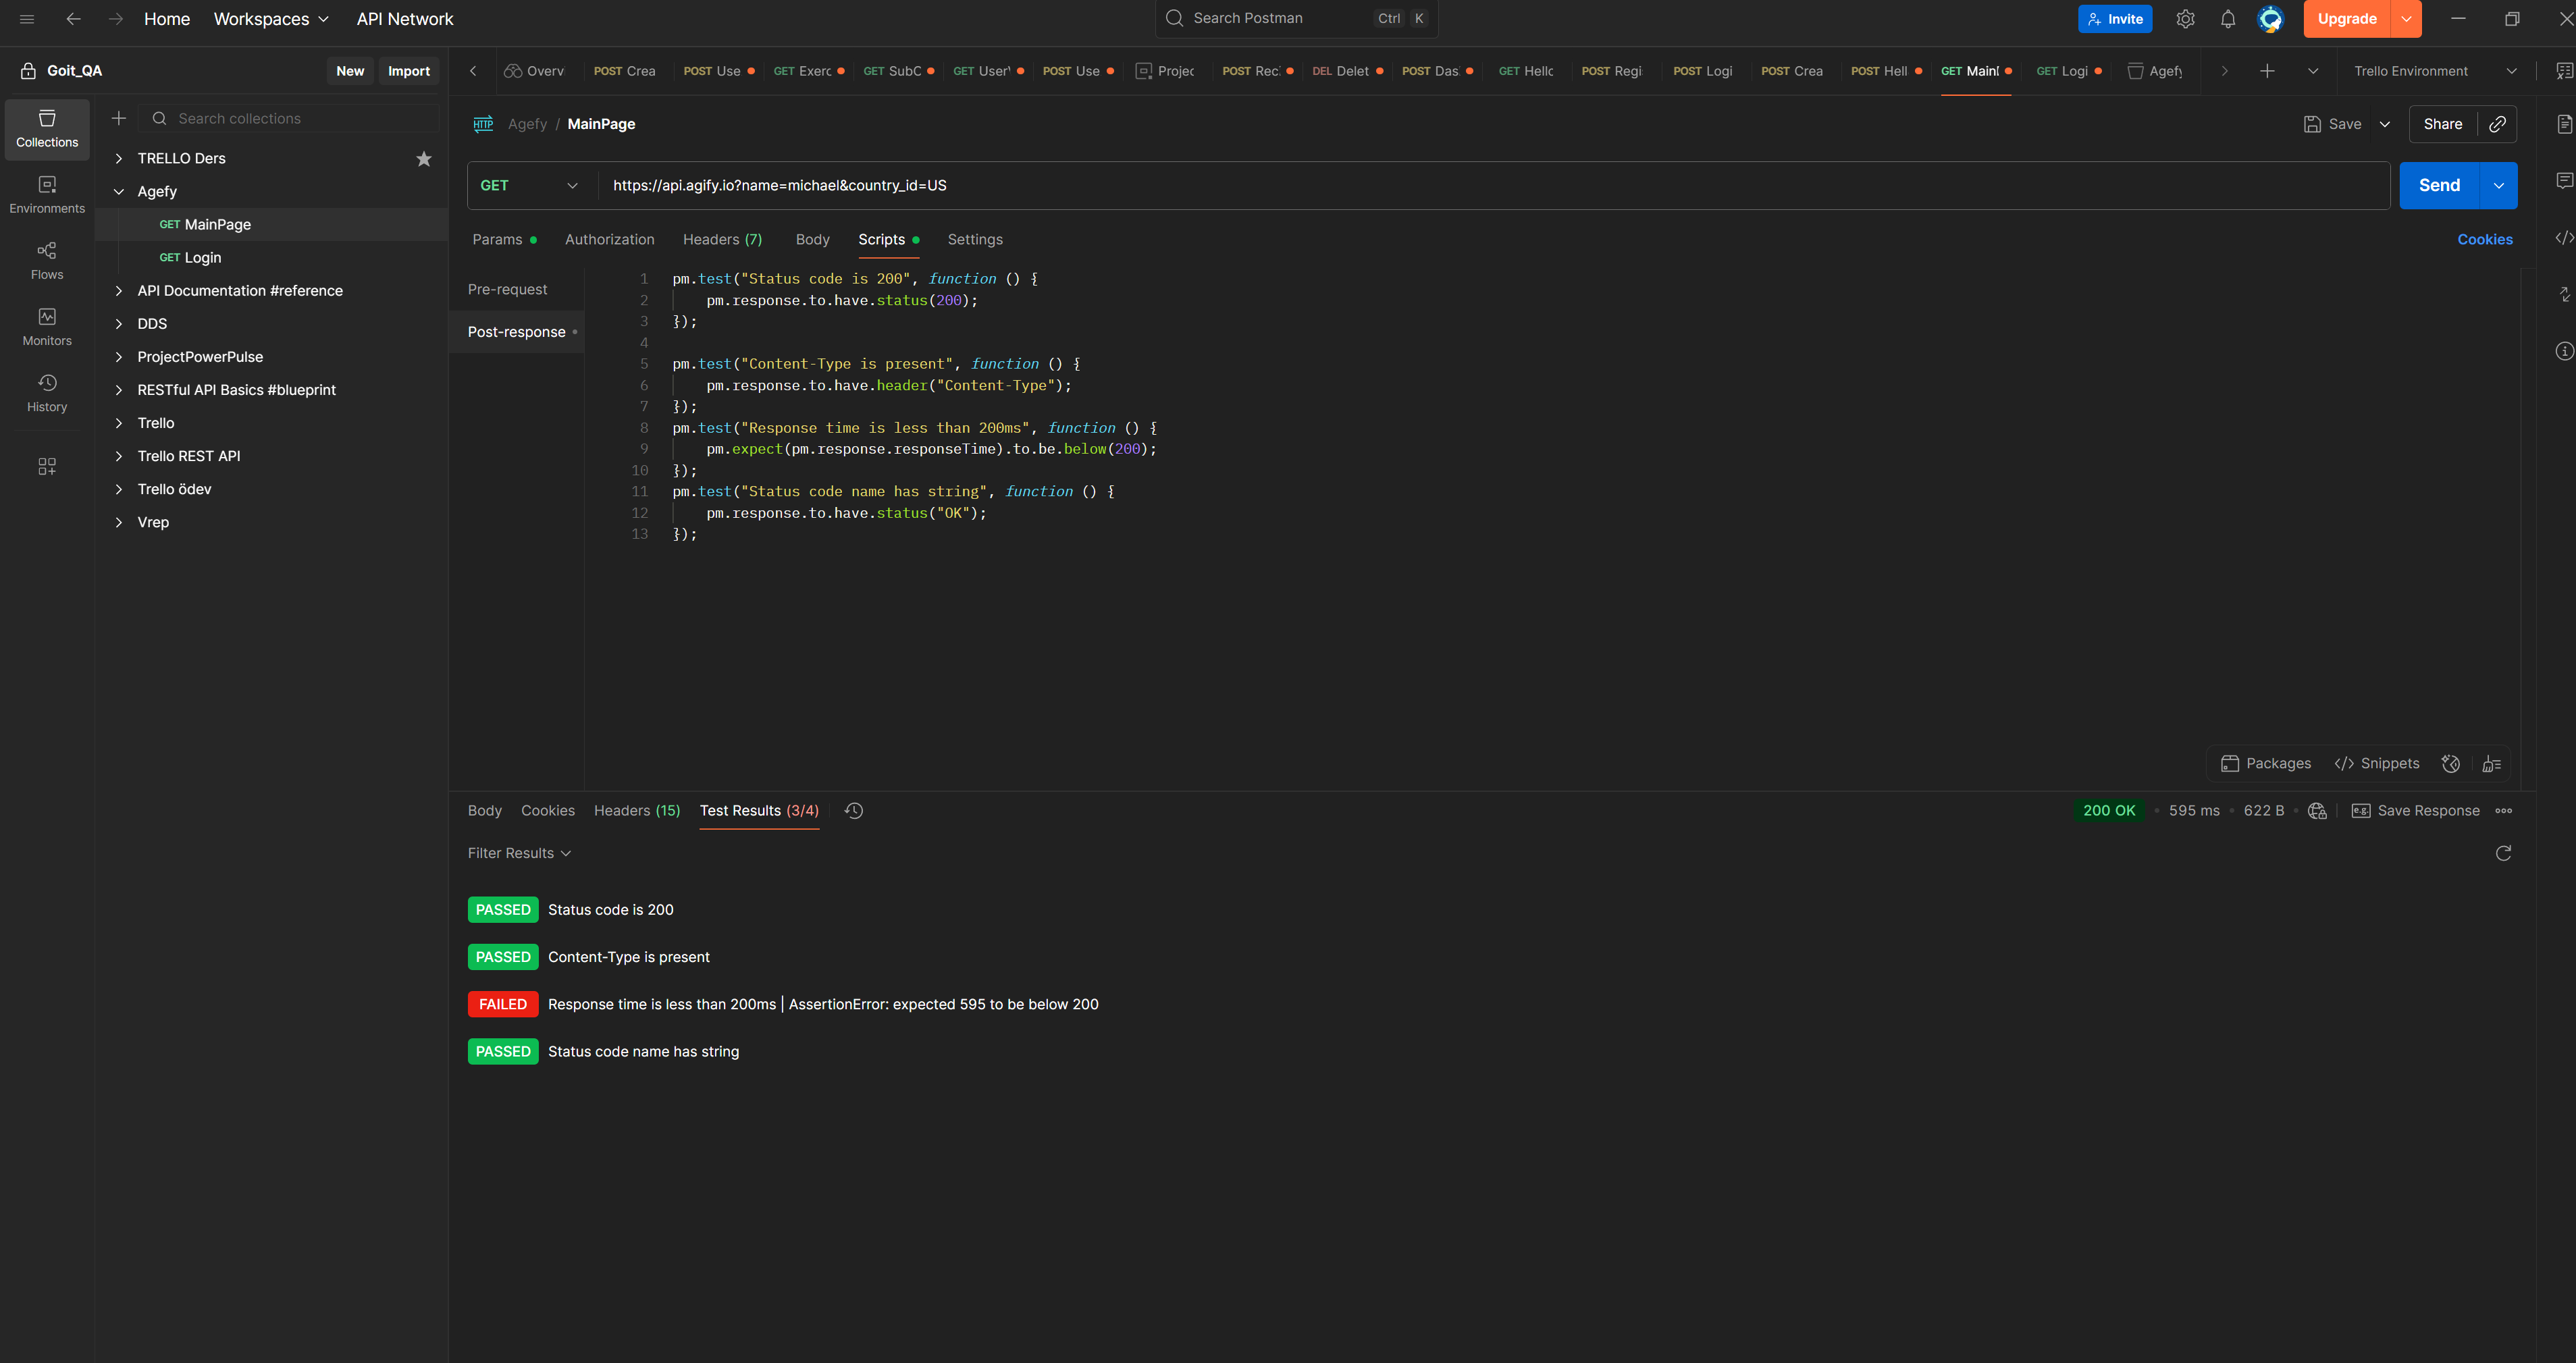 Home Workspaces API Network Search Postman Ctrl K Invite Upgrade
Goit_QA New Import Overv POST Crea POST Use GET Exerc GET SubC GET User POST Use Projec POST Rec DEL Delet POST Das GET Hello POST Regi POST Logi POST Crea POST Hell GET Main GET Logi Agefy Trello Environment
Collections
Environments
Flows
Monitors
History
Search collections
TRELLO Ders
Agefy
GET MainPage
GET Login
API Documentation #reference
DDS
ProjectPowerPulse
RESTful API Basics #blueprint
Trello
Trello REST API
Trello ödev
Vrep
HTTP Agefy / MainPage Save Share
GET https://api.agify.io?name=michael&country_id=US Send
Params Authorization Headers (7) Body Scripts Settings Cookies
Pre-request
Post-response
1 pm.test("Status code is 200", function () {
2 pm.response.to.have.status(200);
3 });
4
5 pm.test("Content-Type is present", function () {
6 pm.response.to.have.header("Content-Type");
7 });
8 pm.test("Response time is less than 200ms", function () {
9 pm.expect(pm.response.responseTime).to.be.below(200);
10 });
11 pm.test("Status code name has string", function () {
12 pm.response.to.have.status("OK");
13 });
Packages </> Snippets
Body Cookies Headers (15) Test Results (3/4) 200 OK 595 ms 622 B e.g. Save Response
Filter Results
PASSED Status code is 200
PASSED Content-Type is present
FAILED Response time is less than 200ms | AssertionError: expected 595 to be below 200
PASSED Status code name has string